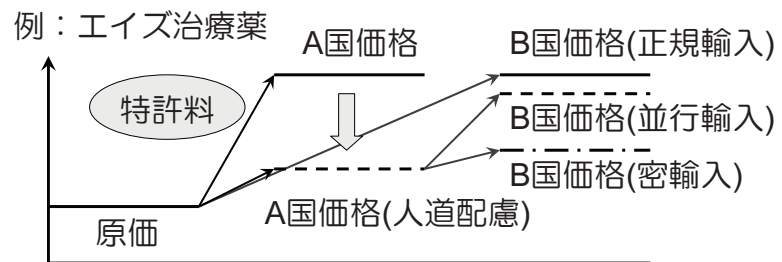 例：エイズ治療薬
A国価格
B国価格(正規輸入)
特許料
B国価格(並行輸入)
B国価格(密輸入)
A国価格(人道配慮)
原価